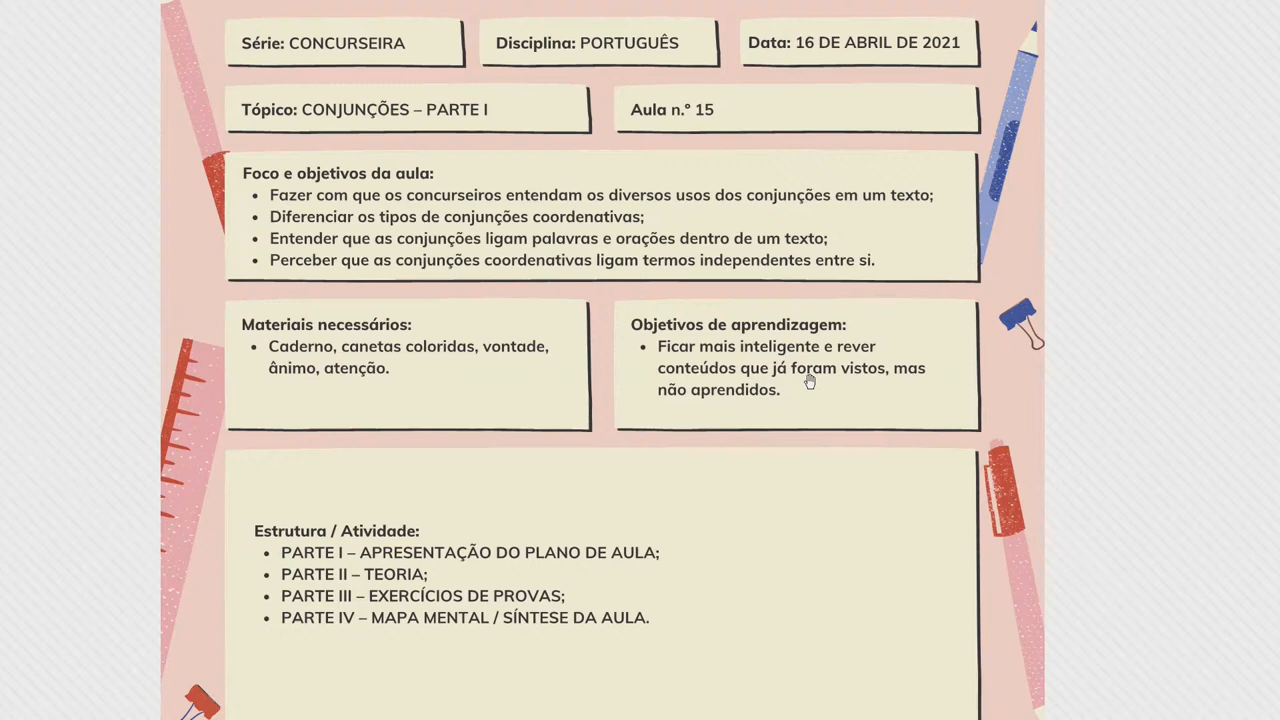 Série: CONCURSEIRA
Disciplina: PORTUGUÊS
Data: 16 DE ABRIL DE 2021
Tópico: CONJUNÇÕES – PARTE I
Aula n.º 15
Foco e objetivos da aula:
• Fazer com que os concurseiros entendam os diversos usos dos conjunções em um texto;
• Diferenciar os tipos de conjunções coordenativas;
• Entender que as conjunções ligam palavras e orações dentro de um texto;
• Perceber que as conjunções coordenativas ligam termos independentes entre si.
Materiais necessários:
• Caderno, canetas coloridas, vontade,
ânimo, atenção.
Objetivos de aprendizagem:
• Ficar mais inteligente e rever
conteúdos que já foram vistos, mas
não aprendidos.
Estrutura / Atividade:
• PARTE I – APRESENTAÇÃO DO PLANO DE AULA;
• PARTE II – TEORIA;
• PARTE III – EXERCÍCIOS DE PROVAS;
• PARTE IV – MAPA MENTAL / SÍNTESE DA AULA.